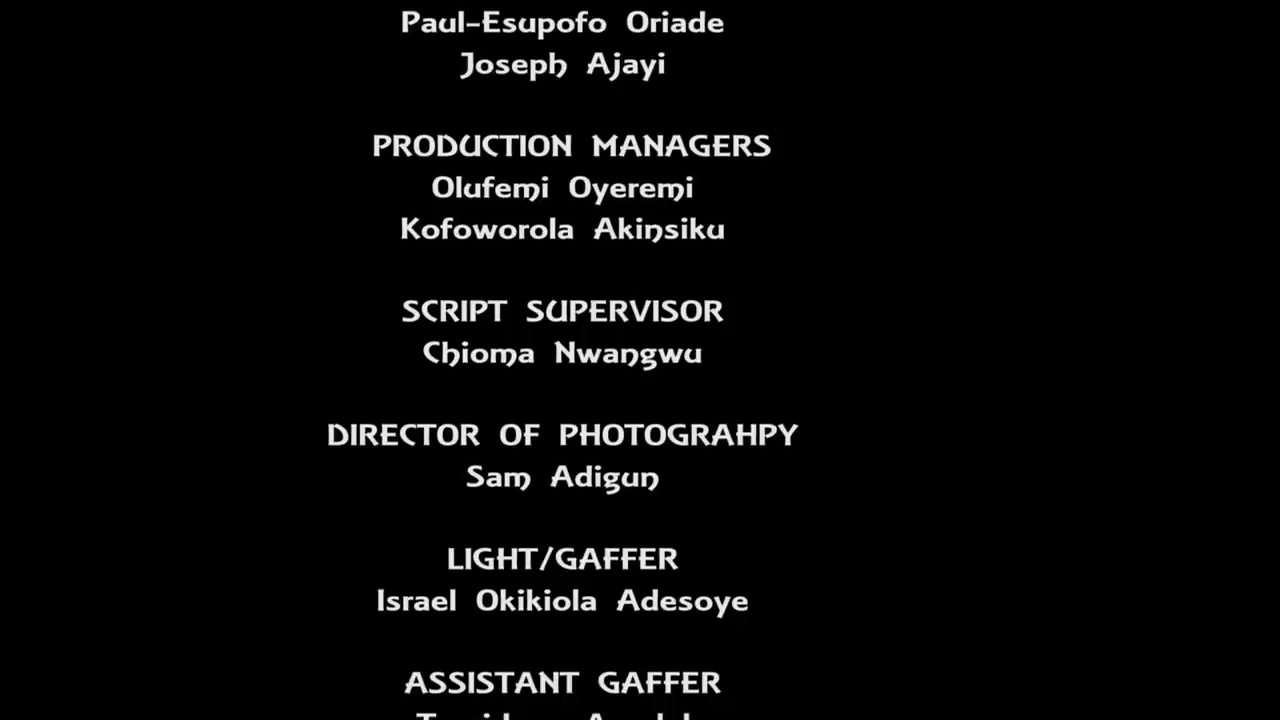 Paul-Esupofo Oriade
Joseph Ajayi
PRODUCTION MANAGERS
Olufemi Oyeremi
Kofoworola Akinsiku
SCRIPT SUPERVISOR
Chioma Nwangwu
DIRECTOR OF PHOTOGRAHPY
Sam Adigun
LIGHT/GAFFER
Israel Okikiola Adesoye
ASSISTANT GAFFER